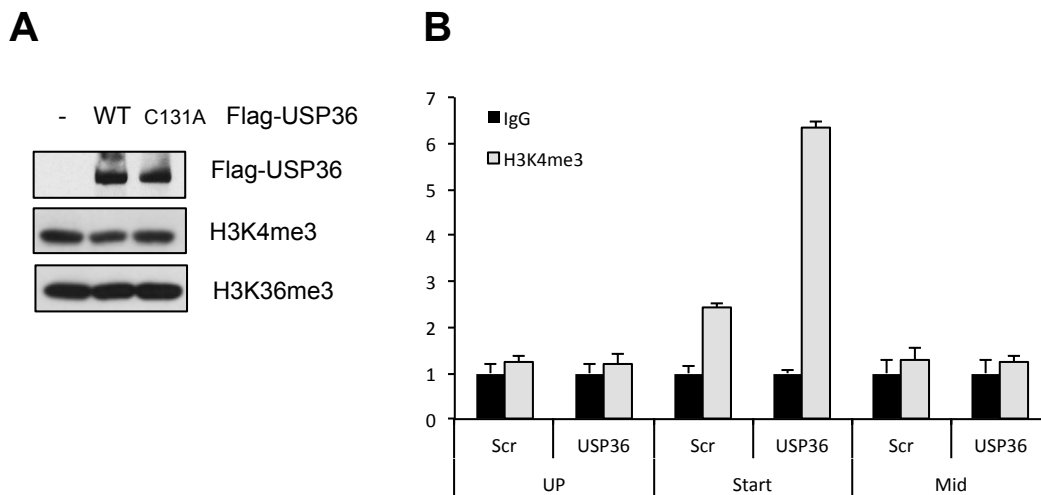 A
B
- WT C131A Flag-USP36
Flag-USP36
H3K4me3
H3K36me3
7
6
5
4
3
2
1
0
IgG
H3K4me3
Scr USP36 Scr USP36 Scr USP36
UP Start Mid